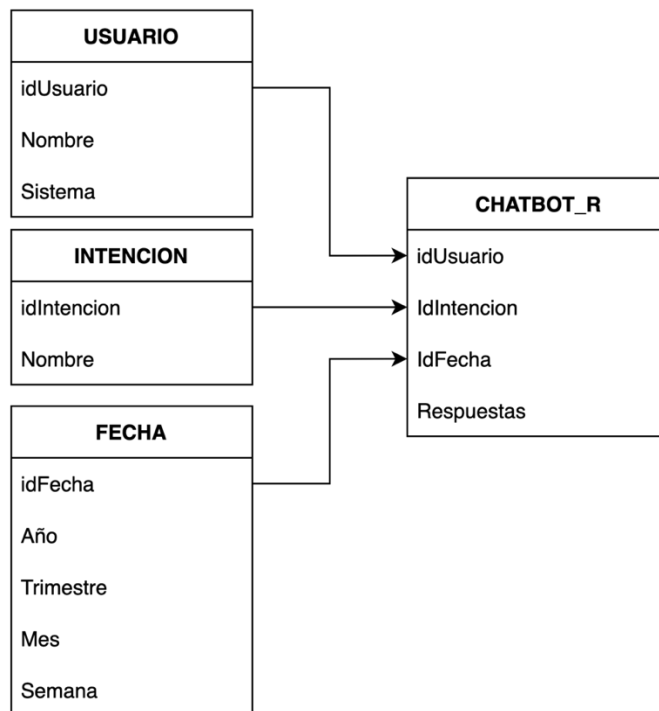 USUARIO
idUsuario
Nombre
Sistema
INTENCION
idIntencion
Nombre
FECHA
idFecha
Año
Trimestre
Mes
Semana
CHATBOT_R
idUsuario
IdIntencion
IdFecha
Respuestas